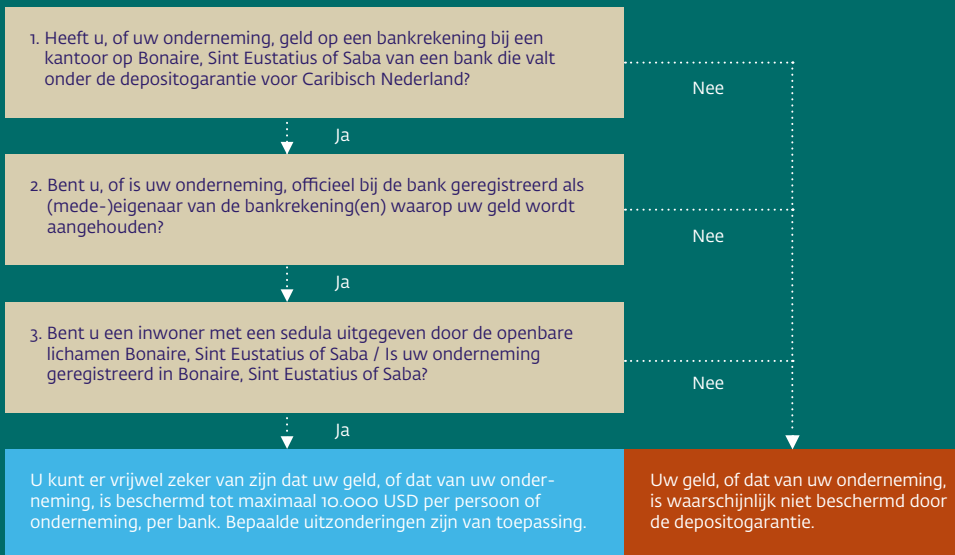 1. Heeft u, of uw onderneming, geld op een bankrekening bij een
kantoor op Bonaire, Sint Eustatius of Saba van een bank die valt
onder de depositogarantie voor Caribisch Nederland?
Nee
Ja
2. Bent u, of is uw onderneming, officieel bij de bank geregistreerd als
(mede-)eigenaar van de bankrekening(en) waarop uw geld wordt
aangehouden?
Nee
Ja
3. Bent u een inwoner met een sedula uitgegeven door de openbare
lichamen Bonaire, Sint Eustatius of Saba / Is uw onderneming
geregistreerd in Bonaire, Sint Eustatius of Saba?
Nee
Ja
U kunt er vrijwel zeker van zijn dat uw geld, of dat van uw onder-
neming, is beschermd tot maximaal 10.000 USD per persoon of
onderneming, per bank. Bepaalde uitzonderingen zijn van toepassing.
Uw geld, of dat van uw onderneming,
is waarschijnlijk niet beschermd door
de depositogarantie.